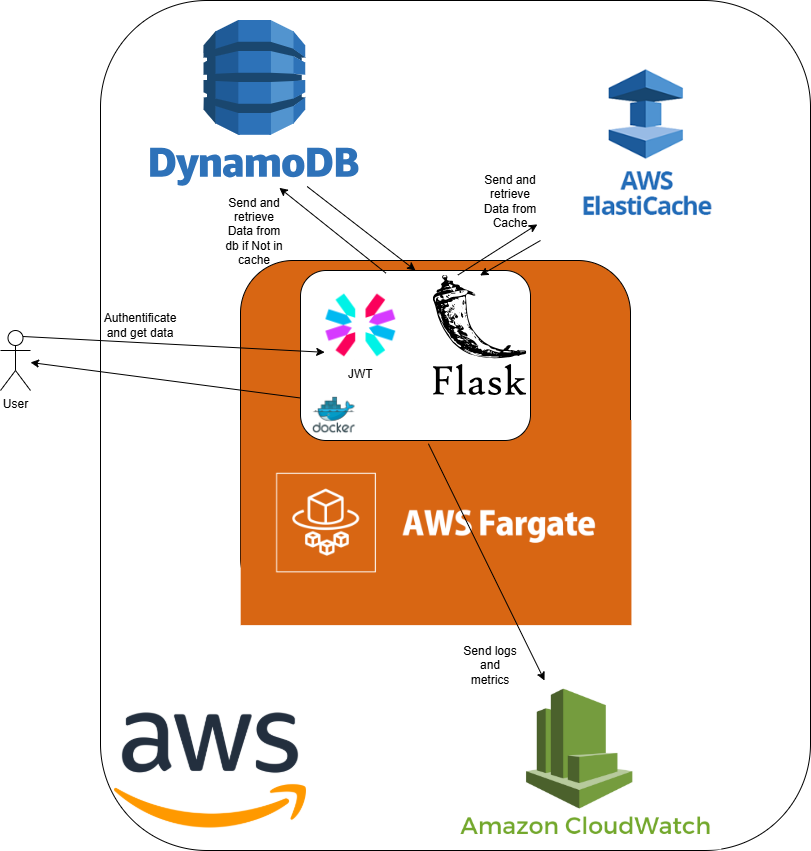 DynamoDB
AWS
ElastiCache
Send and
retrieve
Data from
db if Not in
cache
Send and
retrieve
Data from
Cache
Authentificate
and get data
User
JWT
Flask
docker
AWS Fargate
Send logs
and
metrics
aws
Amazon CloudWatch